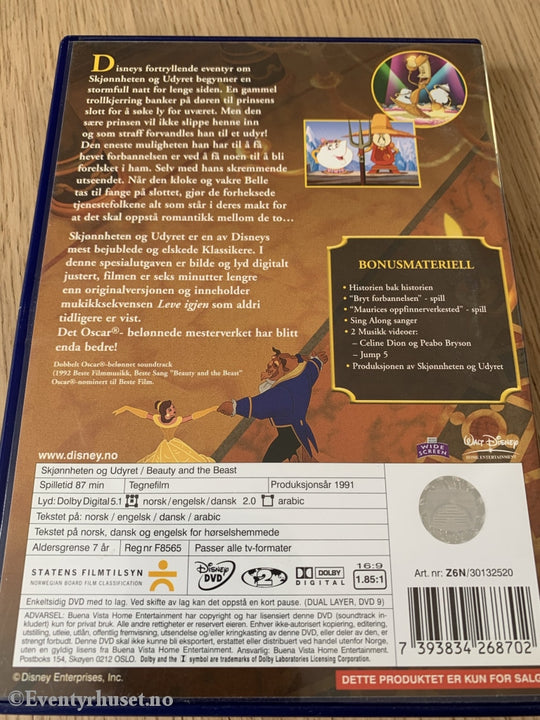 Disneys fortryllende eventyr om
Skjønnheten og Udyret begynner en
stormfull natt for lenge siden. En gammel
trollkjerring banker på døren til prinsens
slott for å søke ly for uværet. Men den
sære prinsen vil ikke slippe henne inn
og som straff forvandles han til et udyr!
Den eneste muligheten han har til å få
hevet forbannelsen er ved å få noen til å bli
forelsket i ham. Selv med hans skremmende
utseendet. Når den kloke og vakre Belle
tas til fange på slottet, gjør de forheksede
tjenestefolkene alt som står i deres makt for
at det skal oppstå romantikk mellom de to…
Skjønnheten og Udyret er en av Disneys
mest bejublede og elskede Klassikere. I
denne spesialutgaven er bilde og lyd digitalt
justert, filmen er seks minutter lengre
enn originalversjonen og inneholder
mukikksekvensen Leve igjen som aldri
tidligere er vist.
Det Oscar®- belønnede mesterverket har blitt
enda bedre!
Dobbelt Oscar®-belønnet soundtrack
(1992 Beste Filmmusikk, Beste Sang "Beauty and the Beast"
Oscar®-nominert til Beste Film.
BONUSMATERIELL
• Historien bak historien
• "Bryt forbannelsen" - spill
• "Maurices oppfinnerverkested" - spill
• Sing Along sanger
• 2 Musikk videoer:
– Celine Dion og Peabo Bryson
– Jump 5
• Produksjonen av Skjønnheten og Udyret
www.disney.no
WIDE SCREEN
Walt Disney
HOME ENTERTAINMENT
Skjønnheten og Udyret / Beauty and the Beast
Spilletid 87 min Tegnefilm Produksjonsår 1991
Lyd: Dolby Digital 5.1 norsk/engelsk/dansk 2.0 arabic
Tekstet på: norsk / engelsk / dansk / arabic
Tekstet på norsk, dansk og engelsk for hørselshemmede
Aldersgrense 7 år Reg nr F8565 Passer alle tv-formater
STATENS FILMTILSYN
NORWEGIAN BOARD FILM CLASSIFICATION
Disney DVD
2
DOLBY DIGITAL
16:9
1.85:1
Art. nr: Z6N/30132520
Enkeltsidig DVD med to lag. Ved skifte av lag kan det oppstå en kort pause. (DUAL LAYER, DVD 9)
ADVARSEL: Buena Vista Home Entertainment har copyright og har lisensiert denne DVD (soundtrack
inkludert) kun for privat bruk. Alle andre rettigheter reservert. Enhver ikke-autorisert kopiering, editering,
utstilling, utleie, utlån, offentlig fremvisning, utsendelse og/eller kringkasting av denne DVD, eller deler av den, er
strengt forbudt. Denne DVD skal ikke kunne bli eksportert, erstattet eller distribuert ved handel utenfor Norge,
uten en gyldig lisens fra Buena Vista Home Entertainment. Ansvarlig: Buena Vista Home Entertainment.
Postboks 154, Skøyen 0212 OSLO. Dolby and the symbol are trademarks of Dolby Laboratories Licensing Corporation.
7 393834 268702
© Disney Enterprises, Inc.
DETTE PRODUKTET ER KUN FOR SALG
© Eventyrhuset.no